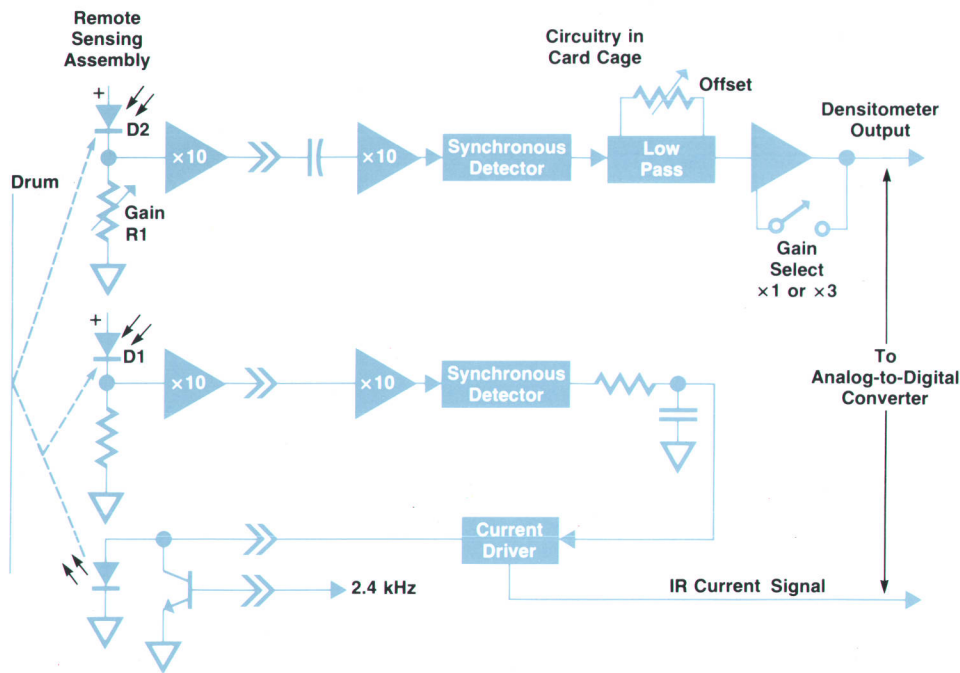 Remote
Sensing
Assembly
Circuitry in
Card Cage
Offset
Densitometer
Output
+
D2
×10
×10
Synchronous
Detector
Low
Pass
Drum
Gain
R1
Gain
Select
×1 or ×3
+
D1
×10
×10
Synchronous
Detector
To
Analog-to-Digital
Converter
Current
Driver
2.4 kHz
IR Current Signal